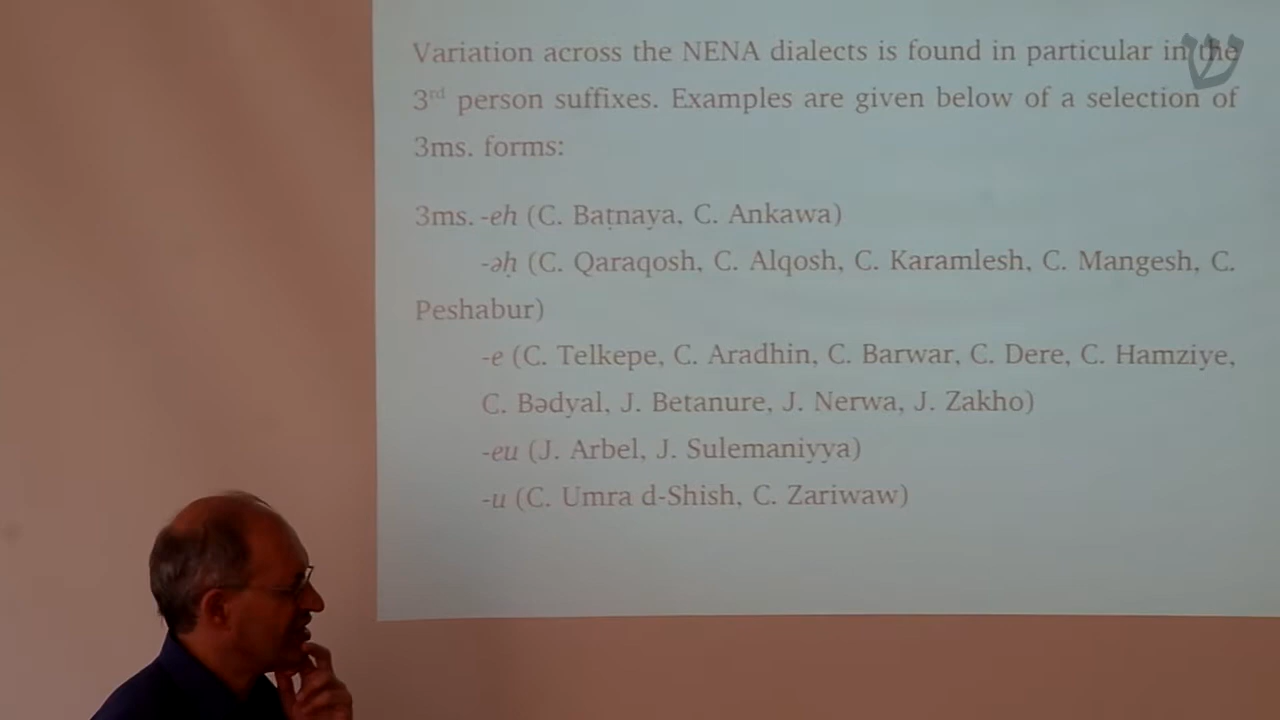 Variation across the NENA dialects is found in particular in the
3rd person suffixes. Examples are given below of a selection of
3ms. forms:
3ms. -eh (C. Baṭnaya, C. Ankawa)
-əḥ (C. Qaraqosh, C. Alqosh, C. Karamlesh, C. Mangesh, C.
Peshabur)
-e (C. Telkepe, C. Aradhin, C. Barwar, C. Dere, C. Hamziye,
C. Bədyal, J. Betanure, J. Nerwa, J. Zakho)
-eu (J. Arbel, J. Sulemaniyya)
-u (C. Umra d-Shish, C. Zariwaw)
ש